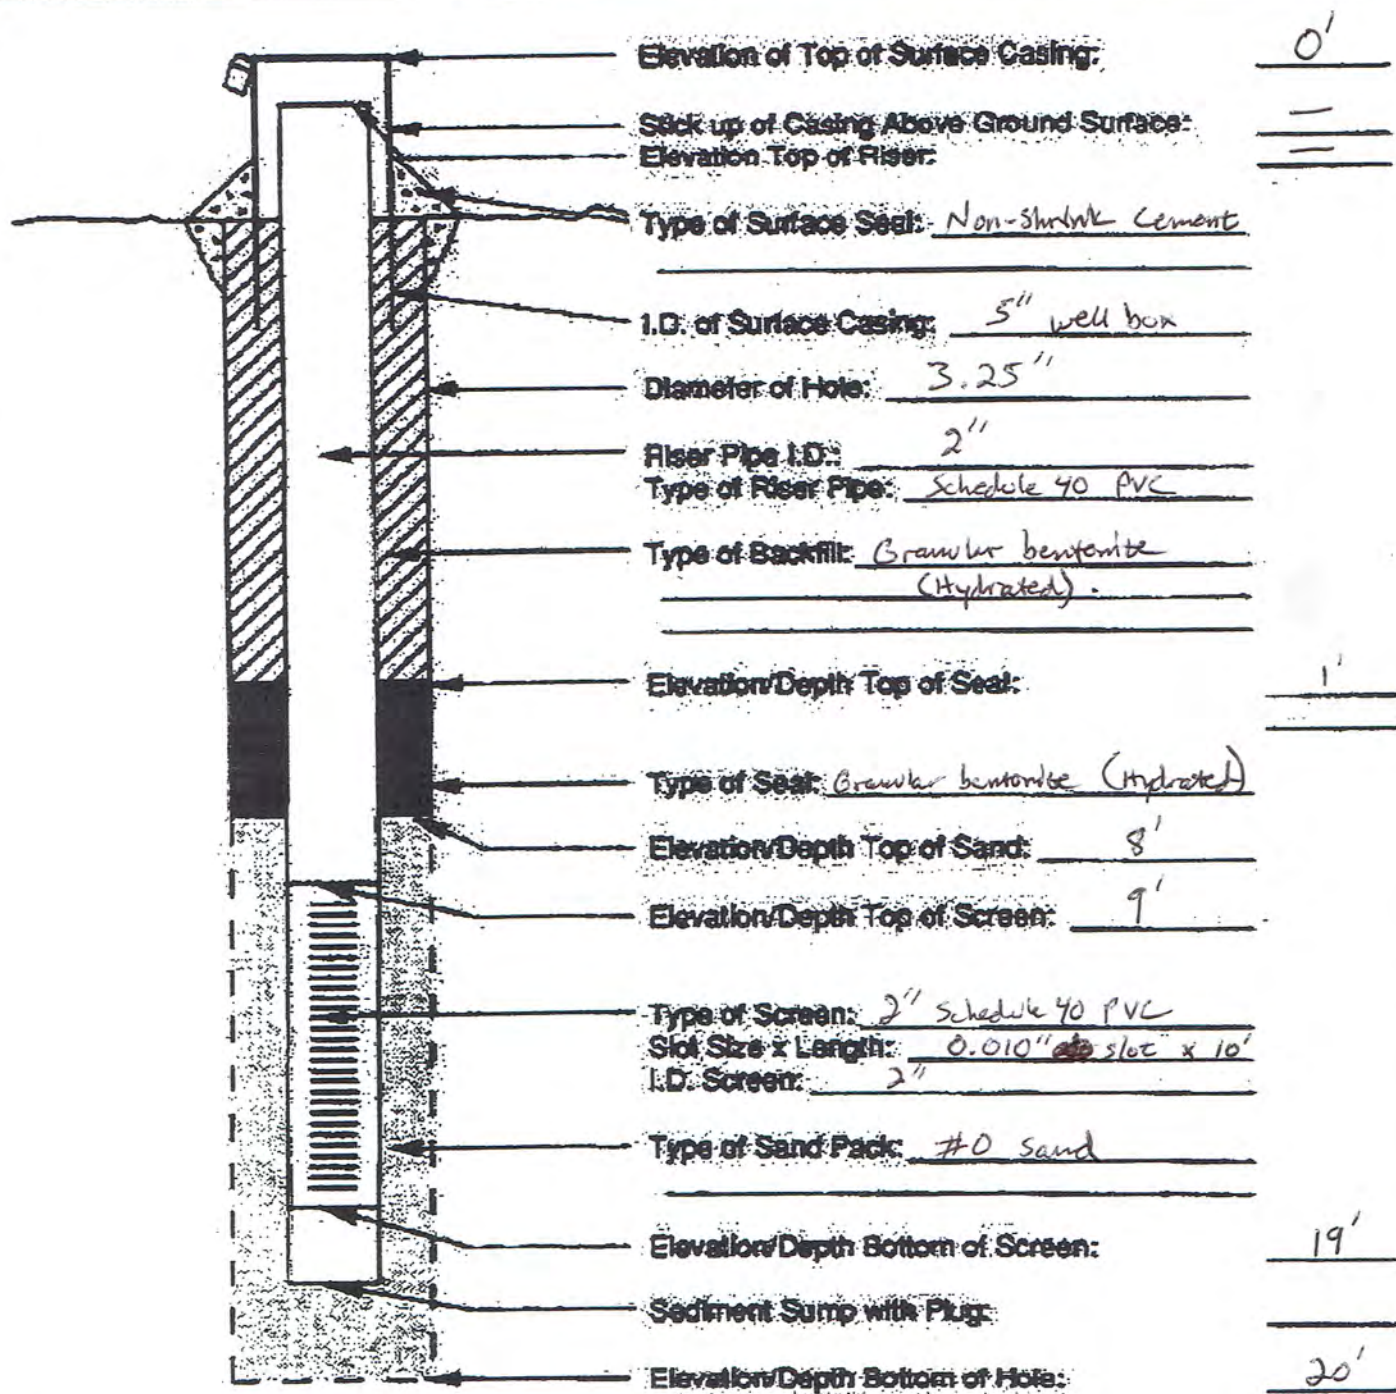 Elevation of Top of Surface Casing: 0'
Stick up of Casing Above Ground Surface: —
Elevation Top of Riser: —
Type of Surface Seal: Non-Shrink Cement
I.D. of Surface Casing: 5" well box
Diameter of Hole: 3.25"
Riser Pipe I.D.: 2"
Type of Riser Pipe: Schedule 40 PVC
Type of Backfill: Granular bentonite
(Hydrated).
Elevation/Depth Top of Seal: 1'
Type of Seal: Granular bentonite (Hydrated)
Elevation/Depth Top of Sand: 8'
Elevation/Depth Top of Screen: 9'
Type of Screen: 2" Schedule 40 PVC
Slot Size x Length: 0.010" slot x 10'
I.D. Screen: 2"
Type of Sand Pack: #0 sand
Elevation/Depth Bottom of Screen: 19'
Sediment Sump with Plug:
Elevation/Depth Bottom of Hole: 20'